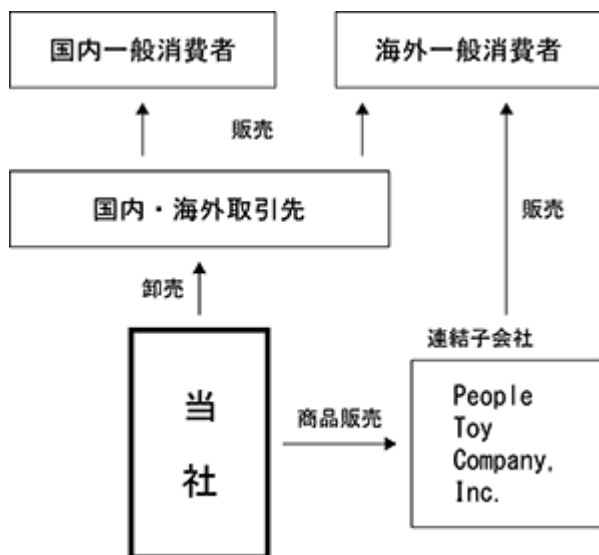 国内一般消費者
海外一般消費者
販売
国内・海外取引先
販売
卸売
連結子会社
当
社
商品販売
People
Toy
Company,
Inc.